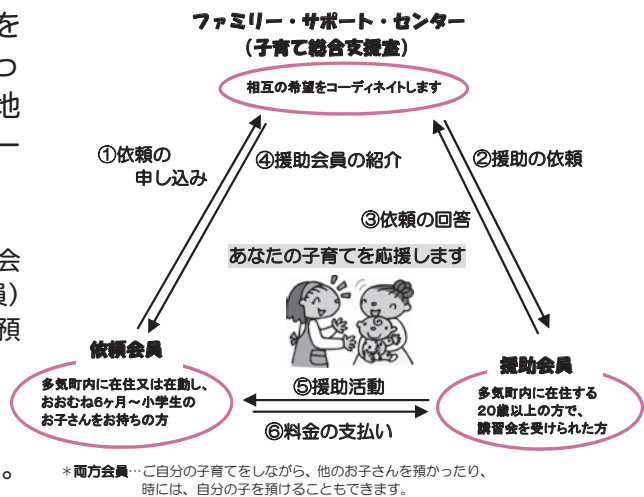 を
つ
地
ー
会
員)
預
。
ファミリー・サポート・センター
(子育て総合支援室)
相互の希望をコーディネイトします
①依頼の
申し込み
④援助会員の紹介
②援助の依頼
③依頼の回答
あなたの子育てを応援します
依頼会員
多気町内に在住又は在勤し、
おおむね6ヶ月～小学生の
お子さんをお持ちの方
援助会員
多気町内に在住する
20歳以上の方で、
講習会を受けられた方
⑤援助活動
⑥料金の支払い
＊両方会員…ご自分の子育てをしながら、他のお子さんを預かったり、
時には、自分の子を預けることもできます。